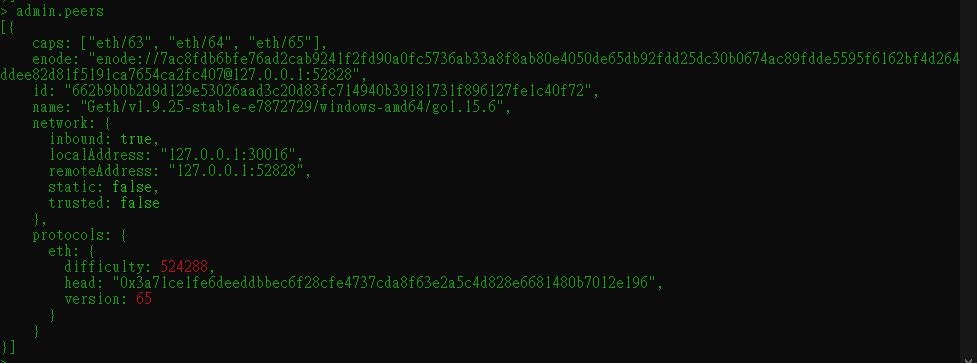 > admin.peers
[{
    caps: ["eth/63", "eth/64", "eth/65"],
    enode: "enode://7ac8fdb6bfe76ad2cab9241f2fd90a0fc5736ab33a8f8ab80e4050de65db92fdd25dc30b0674ac89fdde5595f6162bf4d264
ddee82d81f5191ca7654ca2fc407@127.0.0.1:52828",
    id: "662b9b0b2d9d129e53026aad3c20d83fc714940b39181731f896127fe1c40f72",
    name: "Geth/v1.9.25-stable-e7872729/windows-amd64/go1.15.6",
    network: {
      inbound: true,
      localAddress: "127.0.0.1:30016",
      remoteAddress: "127.0.0.1:52828",
      static: false,
      trusted: false
    },
    protocols: {
      eth: {
        difficulty: 524288,
        head: "0x3a71ce1fe6deeddbbec6f28cfe4737cda8f63e2a5c4d828e6681480b7012e196",
        version: 65
      }
    }
}]